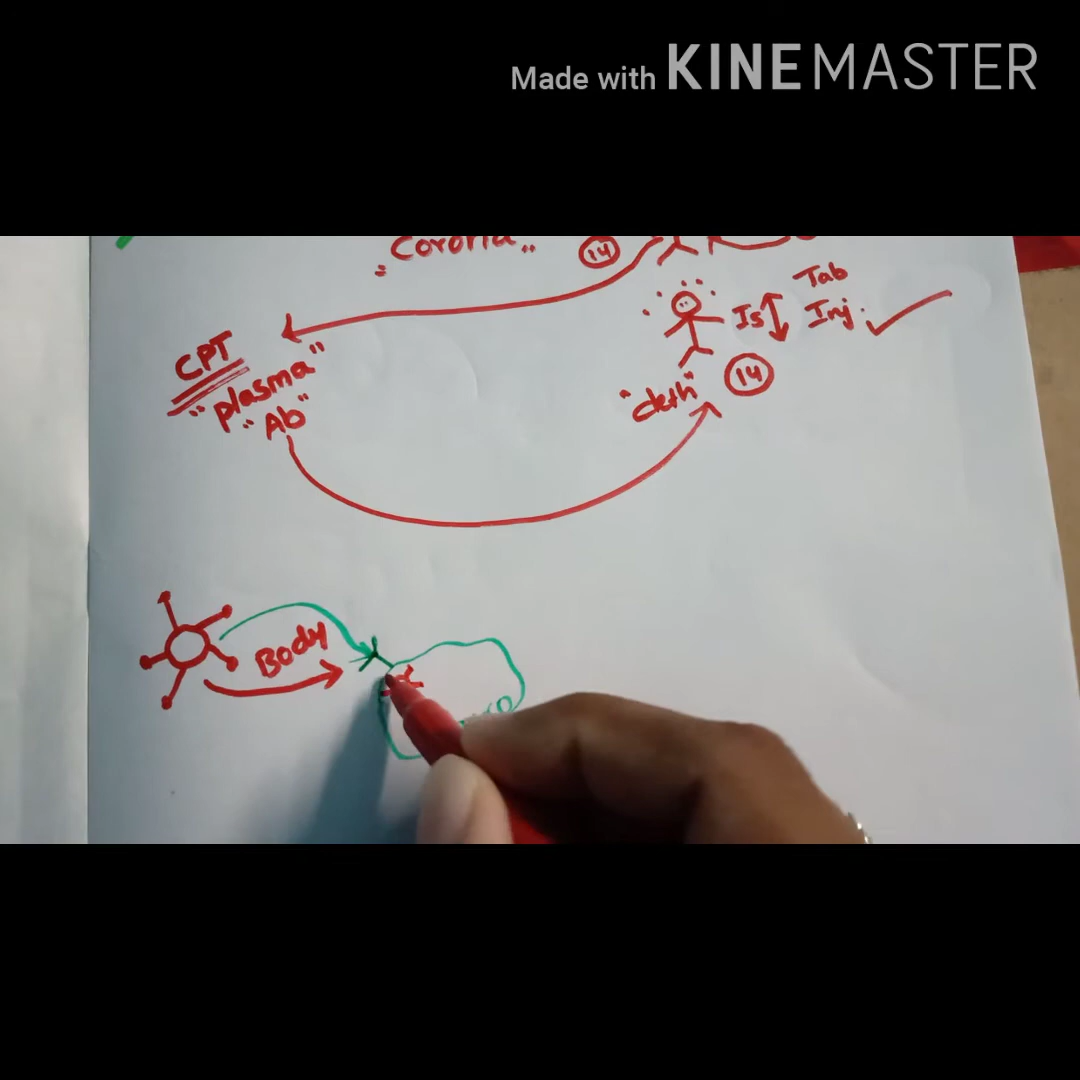 Made with KINEMASTER
"Corona"
14
Tab
Is Inj.
CPT
"Plasma"
"Ab"
"deth"
14
Body